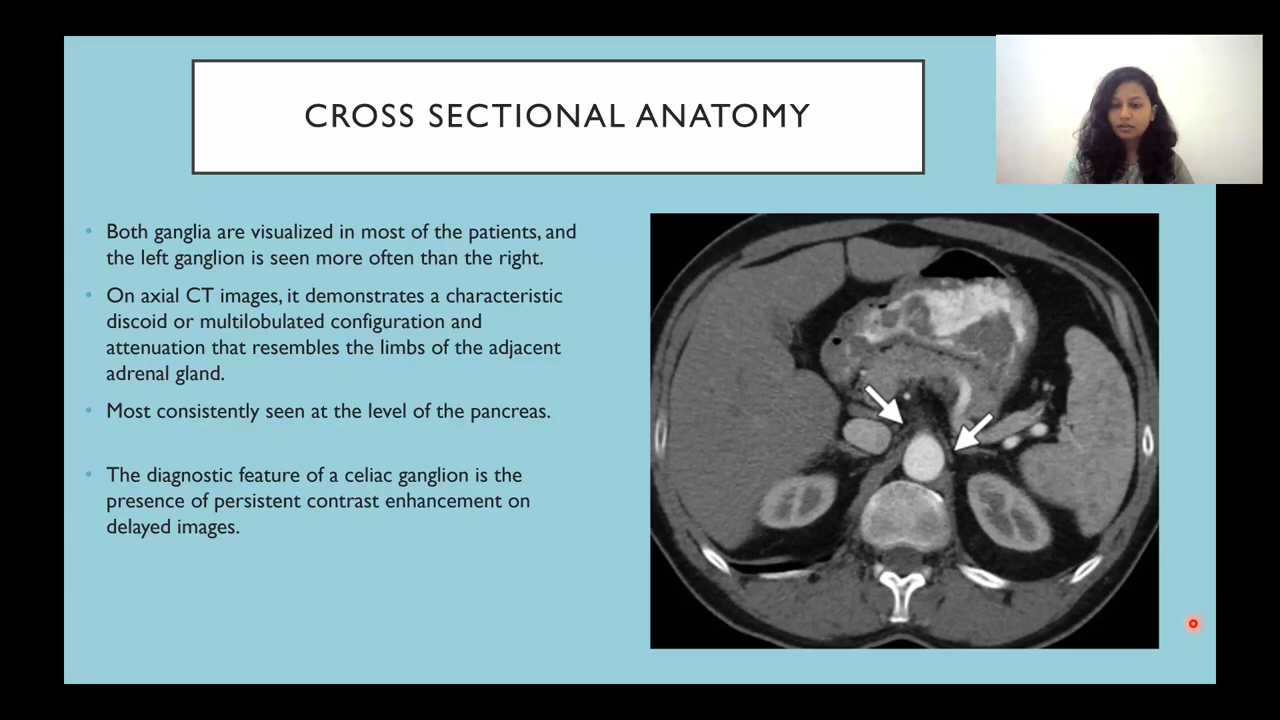 CROSS SECTIONAL ANATOMY
• Both ganglia are visualized in most of the patients, and
the left ganglion is seen more often than the right.
• On axial CT images, it demonstrates a characteristic
discoid or multilobulated configuration and
attenuation that resembles the limbs of the adjacent
adrenal gland.
• Most consistently seen at the level of the pancreas.
• The diagnostic feature of a celiac ganglion is the
presence of persistent contrast enhancement on
delayed images.